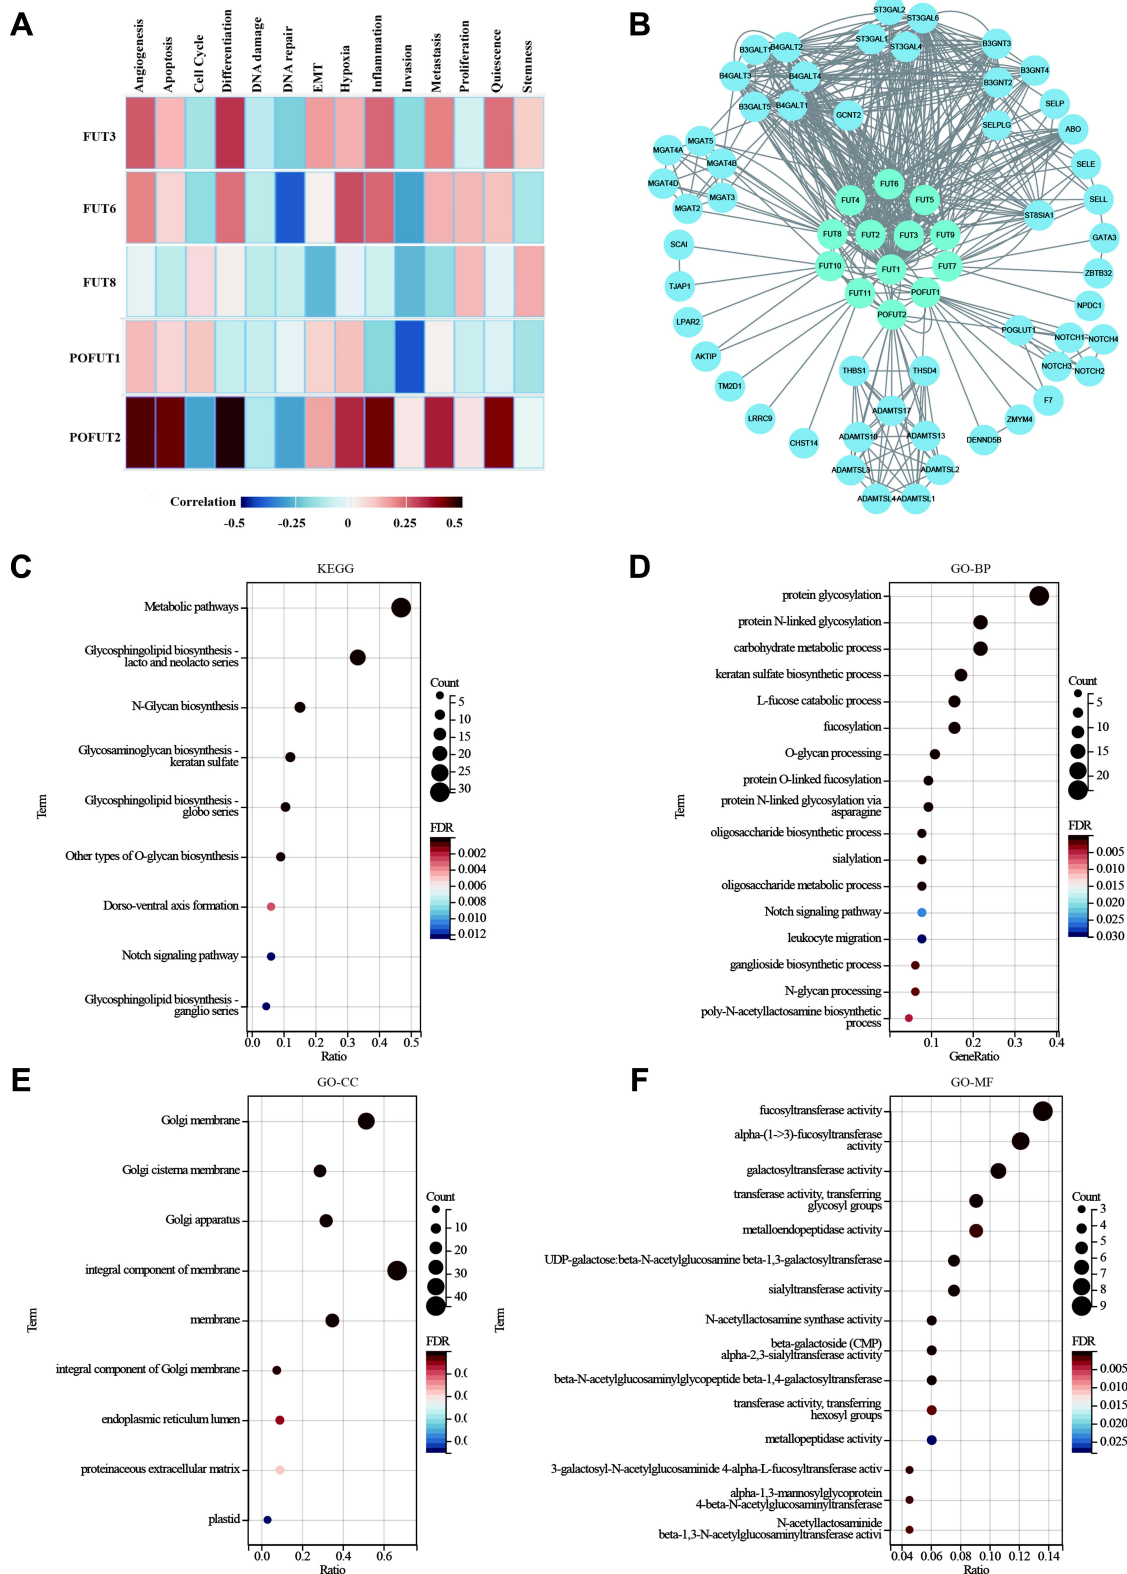 A
Angiogenesis
Apoptosis
Cell Cycle
Differentiation
DNA damage
DNA repair
EMT
Hypoxia
Inflammation
Invasion
Metastasis
Proliferation
Quiescence
Stemness
FUT3
FUT6
FUT8
POFUT1
POFUT2
Correlation
-0.5
-0.25
0
0.25
0.5
B
ST3GAL2
ST3GAL6
ST3GAL1
ST3GAL4
B3GALT1
B4GALT2
B3GNT3
B4GALT3
B4GALT4
B3GNT4
B3GNT2
B3GALT5
B4GALT1
GCNT2
SELP
SELPLG
ABO
MGAT5
MGAT4A
MGAT4B
SELE
MGAT4D
MGAT3
MGAT2
FUT6
FUT4
FUT5
SELL
ST8SIA1
FUT8
FUT2
FUT3
FUT9
SCAI
GATA3
FUT10
FUT1
FUT7
ZBTB32
TJAP1
FUT11
POFUT1
NPDC1
POFUT2
LPAR2
POGLUT1
NOTCH1
NOTCH4
AKTIP
NOTCH3
NOTCH2
THBS1
THSD4
TM2D1
F7
LRRC9
ADAMTS17
ZMYM4
CHST14
ADAMTS10
ADAMTS13
DENND5B
ADAMTSL3
ADAMTSL2
ADAMTSL4
ADAMTSL1
C
KEGG
Metabolic pathways
Glycosphingolipid biosynthesis -
lacto and neolacto series
N-Glycan biosynthesis
Glycosaminoglycan biosynthesis -
keratan sulfate
Glycosphingolipid biosynthesis -
globo series
Other types of O-glycan biosynthesis
Dorso-ventral axis formation
Notch signaling pathway
Glycosphingolipid biosynthesis -
ganglio series
Term
0.0
0.1
0.2
0.3
0.4
0.5
Ratio
Count
5
10
15
20
25
30
FDR
0.002
0.004
0.006
0.008
0.010
0.012
D
GO-BP
protein glycosylation
protein N-linked glycosylation
carbohydrate metabolic process
keratan sulfate biosynthetic process
L-fucose catabolic process
fucosylation
O-glycan processing
protein O-linked fucosylation
protein N-linked glycosylation via
asparagine
oligosaccharide biosynthetic process
sialylation
oligosaccharide metabolic process
Notch signaling pathway
leukocyte migration
ganglioside biosynthetic process
N-glycan processing
poly-N-acetyllactosamine biosynthetic
process
Term
0.1
0.2
0.3
0.4
GeneRatio
Count
5
10
15
20
FDR
0.005
0.010
0.015
0.020
0.025
0.030
E
GO-CC
Golgi membrane
Golgi cisterna membrane
Golgi apparatus
integral component of membrane
membrane
integral component of Golgi membrane
endoplasmic reticulum lumen
proteinaceous extracellular matrix
plastid
Term
0.0
0.2
0.4
0.6
Ratio
Count
10
20
30
40
FDR
F
GO-MF
fucosyltransferase activity
alpha-(1->3)-fucosyltransferase
activity
galactosyltransferase activity
transferase activity, transferring
glycosyl groups
metalloendopeptidase activity
UDP-galactose:beta-N-acetylglucosamine beta-1,3-galactosyltransferase
sialyltransferase activity
N-acetyllactosamine synthase activity
beta-galactoside (CMP)
alpha-2,3-sialyltransferase activity
beta-N-acetylglucosaminylglycopeptide beta-1,4-galactosyltransferase
transferase activity, transferring
hexosyl groups
metallopeptidase activity
3-galactosyl-N-acetylglucosaminide 4-alpha-L-fucosyltransferase activ
alpha-1,3-mannosylglycoprotein
4-beta-N-acetylglucosaminyltransferase
N-acetyllactosaminide
beta-1,3-N-acetylglucosaminyltransferase activi
Term
0.04
0.06
0.08
0.10
0.12
0.14
Ratio
Count
3
4
5
6
7
8
9
FDR
0.005
0.010
0.015
0.020
0.025